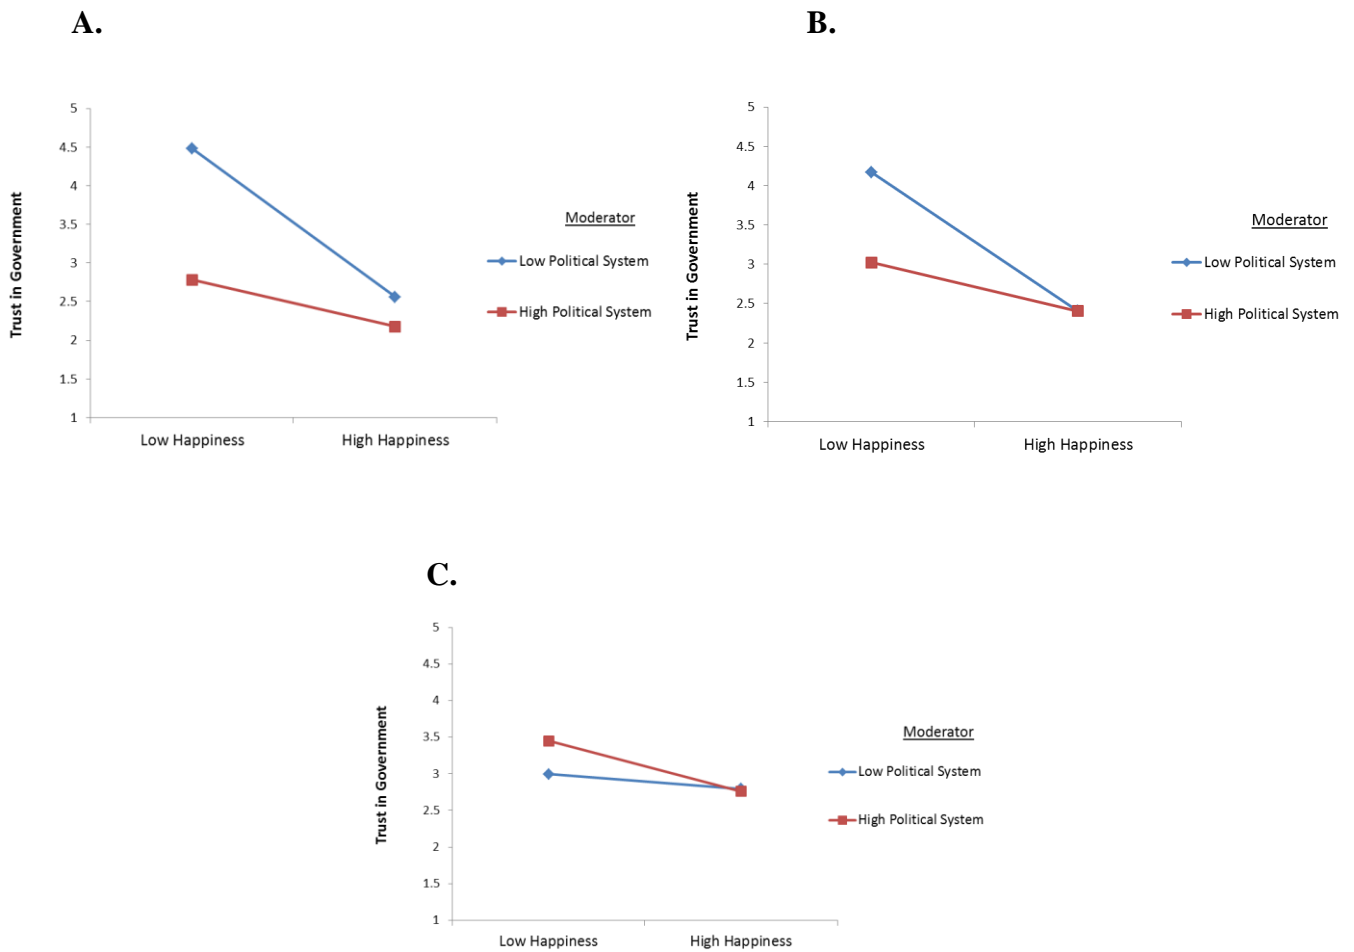 A.
5
4.5
4
3.5
3
2.5
2
1.5
1
Trust in Government
Low Happiness
High Happiness
Moderator
Low Political System
High Political System
B.
5
4.5
4
3.5
3
2.5
2
1.5
1
Trust in Government
Low Happiness
High Happiness
Moderator
Low Political System
High Political System
C.
5
4.5
4
3.5
3
2.5
2
1.5
1
Trust in Government
Low Happiness
High Happiness
Moderator
Low Political System
High Political System